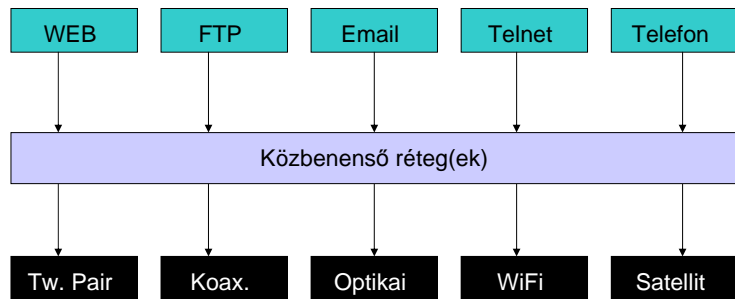 WEB
FTP
Email
Telnet
Telefon
Közbenenső réteg(ek)
Tw. Pair
Koax.
Optikai
WiFi
Satellit